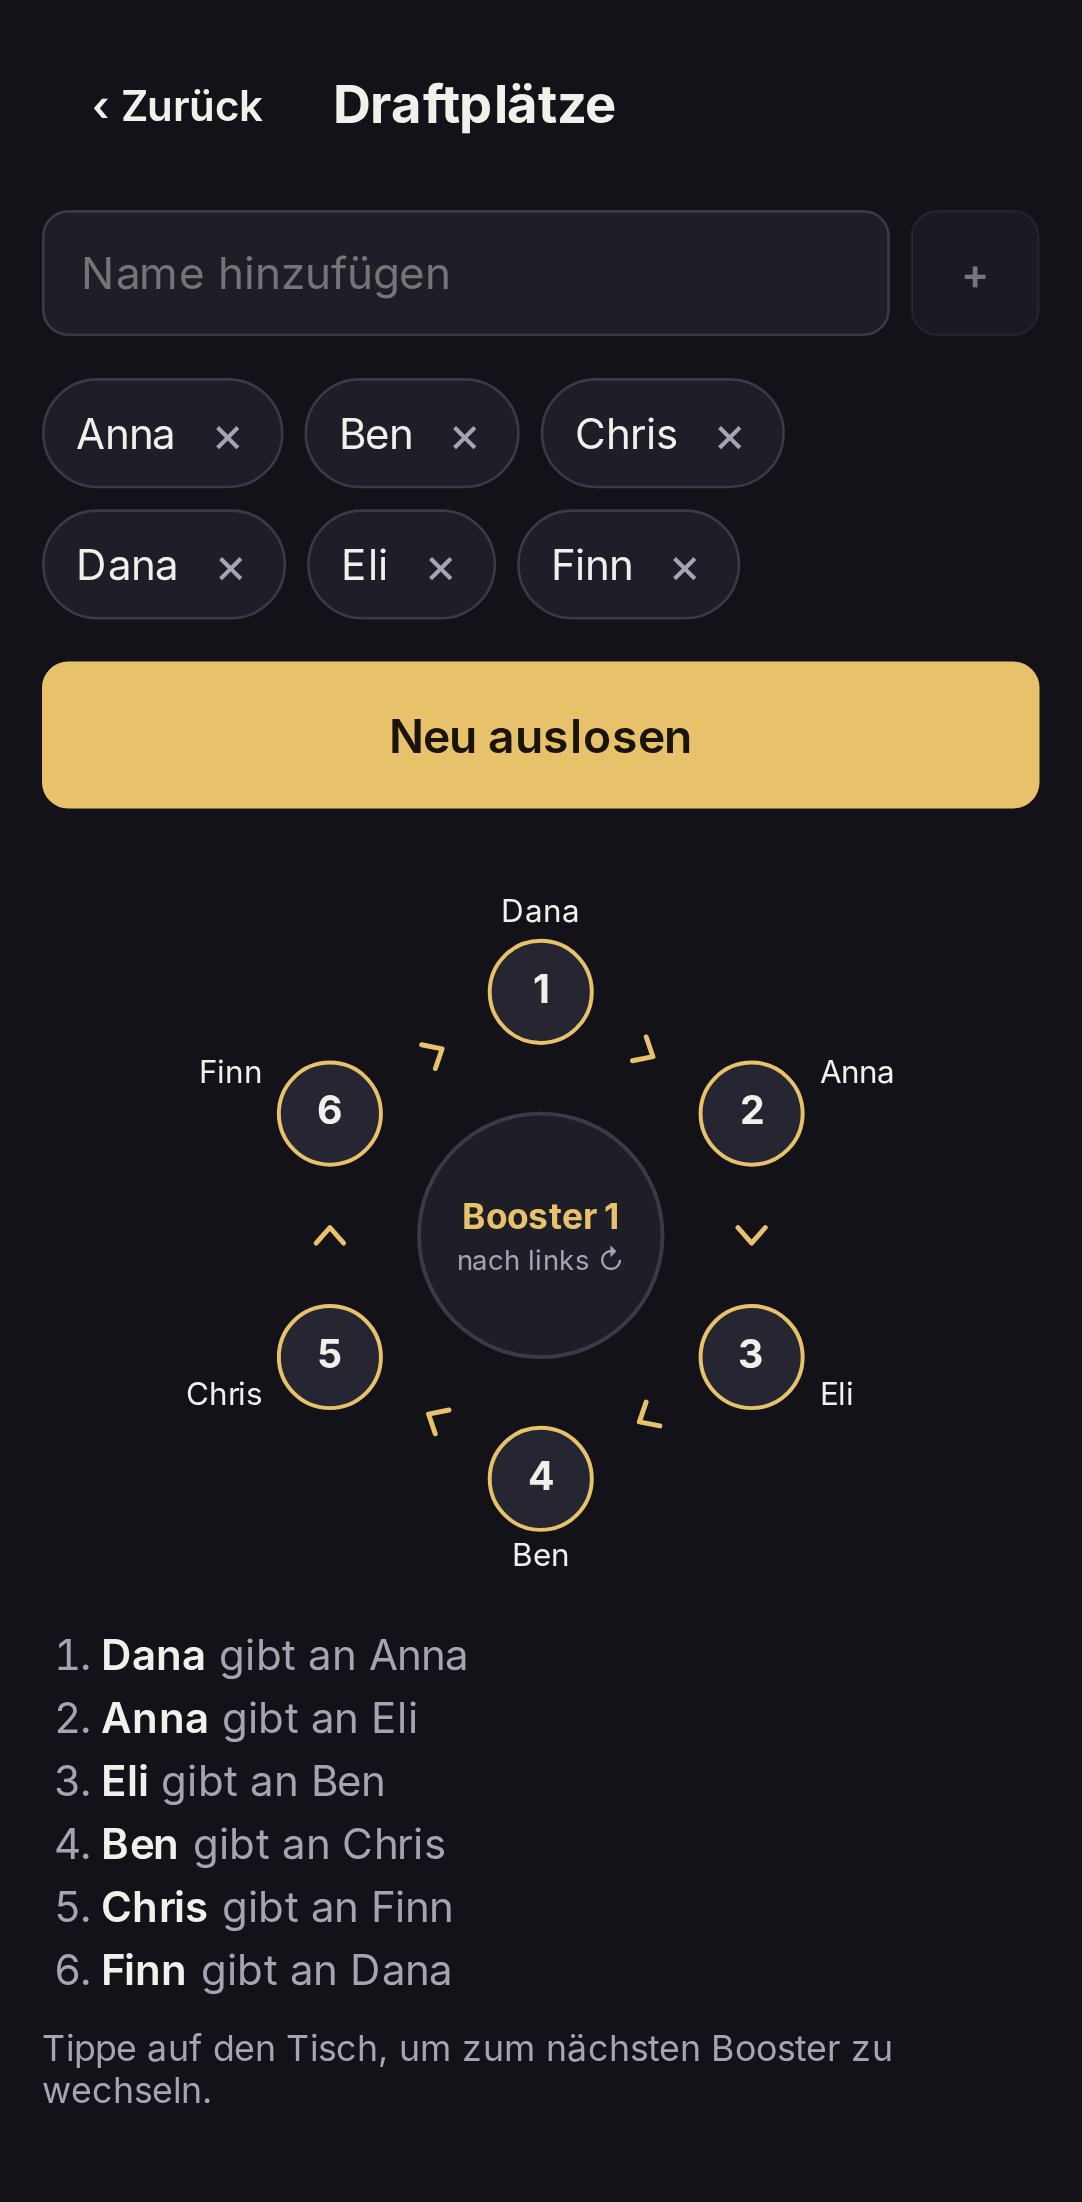 ‹ Zurück
Draftplätze
Name hinzufügen
+
Anna ✕
Ben ✕
Chris ✕
Dana ✕
Eli ✕
Finn ✕
Neu auslosen
Dana
1
Finn
6
Anna
2
Booster 1
nach links ↻
5
Chris
3
Eli
4
Ben
1. Dana gibt an Anna
2. Anna gibt an Eli
3. Eli gibt an Ben
4. Ben gibt an Chris
5. Chris gibt an Finn
6. Finn gibt an Dana
Tippe auf den Tisch, um zum nächsten Booster zu
wechseln.